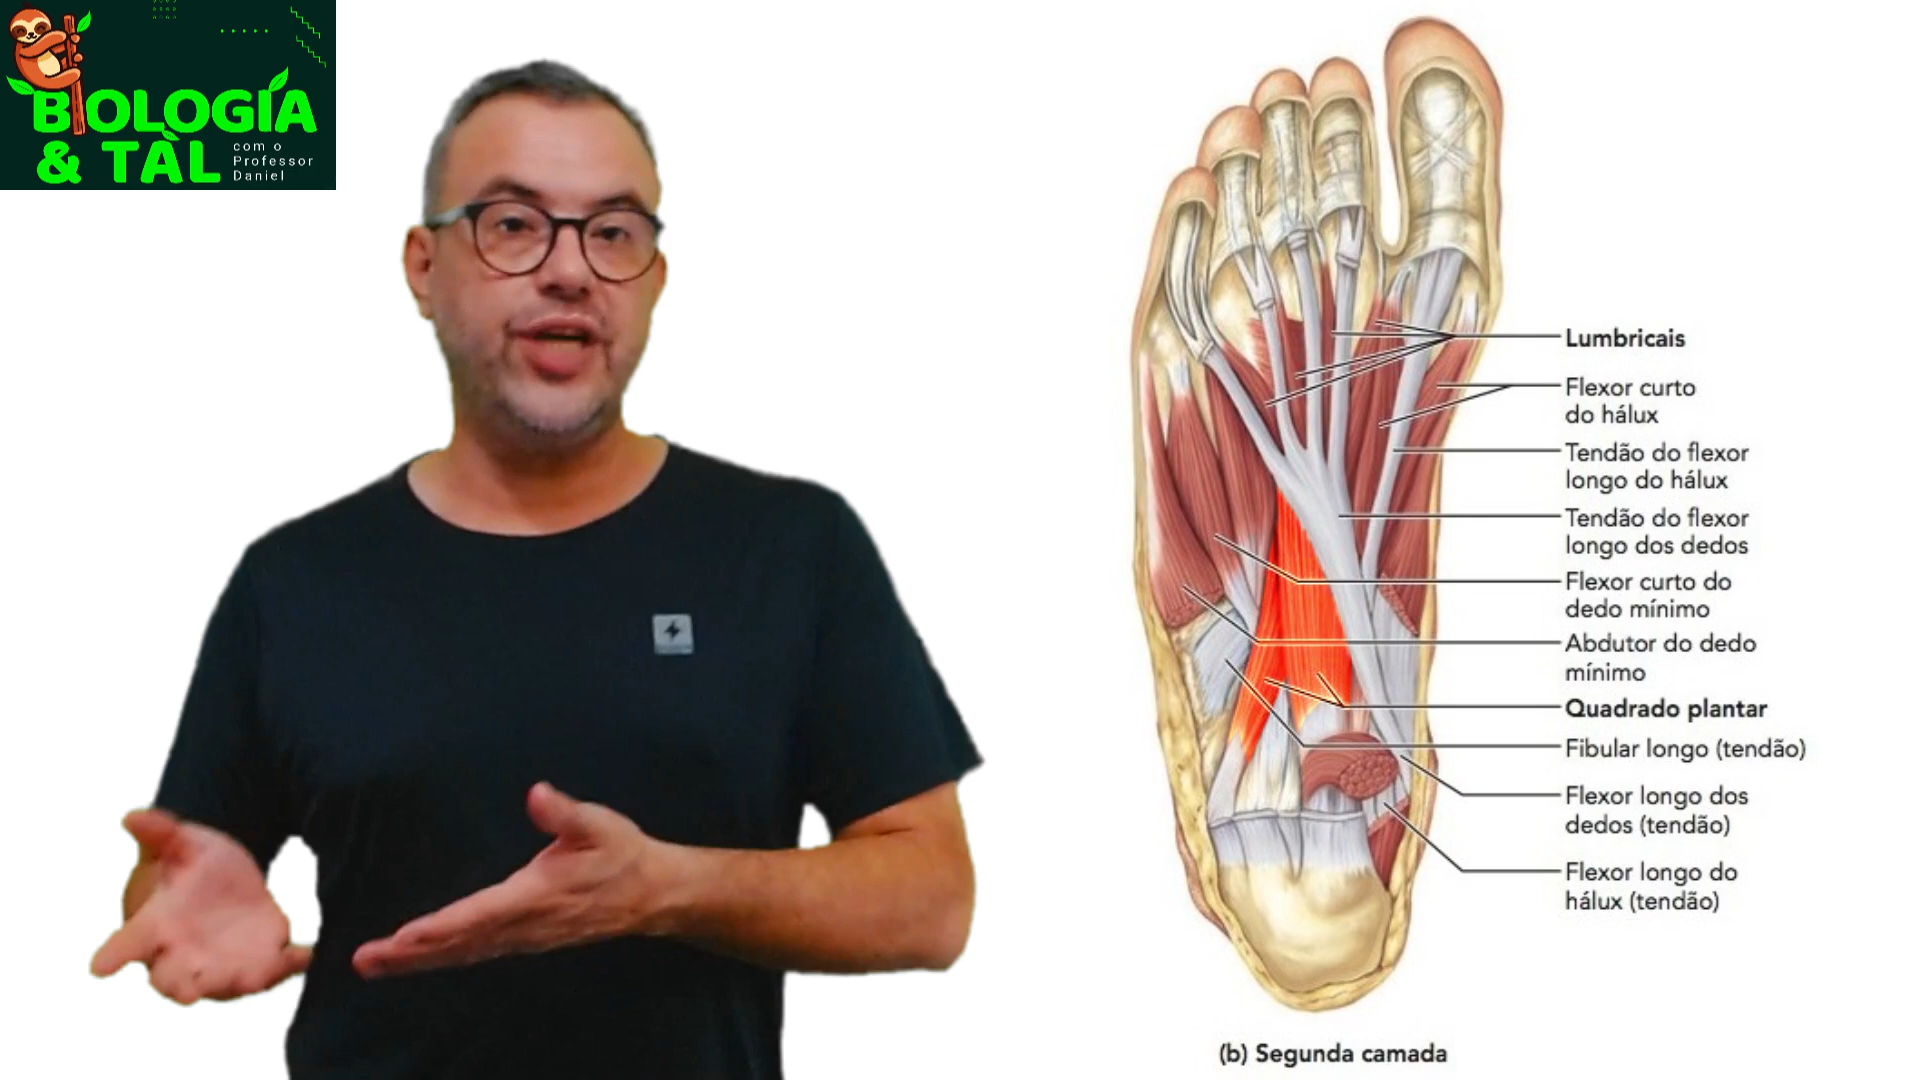 BIOLOGIA
& TAL
com o
Professor
Daniel
Lumbricais
Flexor curto
do hálux
Tendão do flexor
longo do hálux
Tendão do flexor
longo dos dedos
Flexor curto do
dedo mínimo
Abdutor do dedo
mínimo
Quadrado plantar
Fibular longo (tendão)
Flexor longo dos
dedos (tendão)
Flexor longo do
hálux (tendão)
(b) Segunda camada